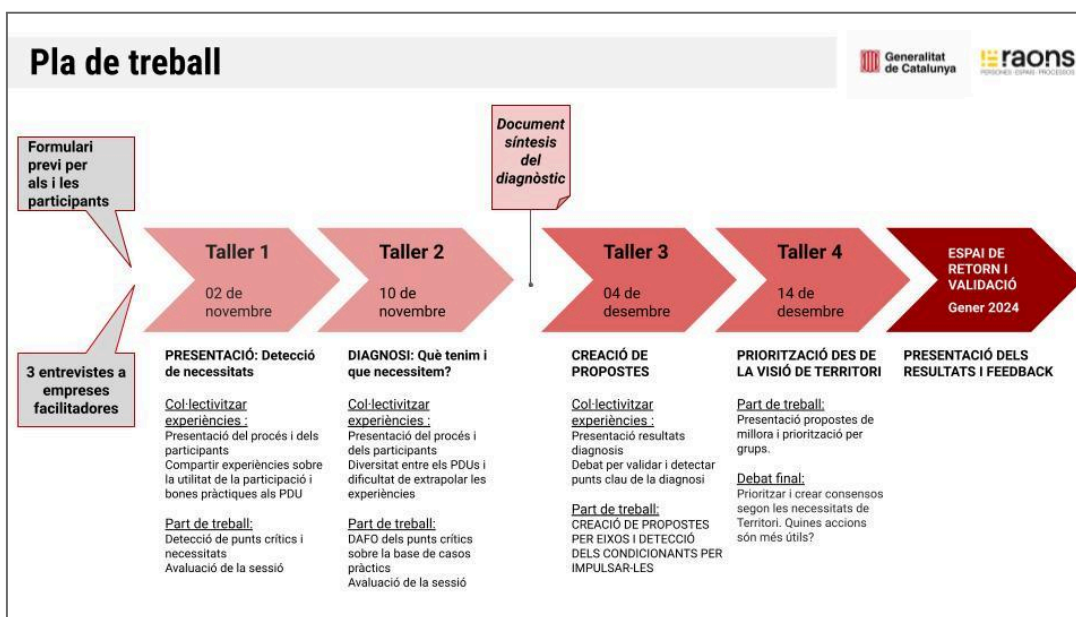 Pla de treball
Generalitat
de Catalunya
raons
PERSONES · ESPAIS · PROCESSOS
Formulari
previ per
als i les
participants
3 entrevistes a
empreses
facilitadores
Document
síntesis
del
diagnòstic
Taller 1
02 de
novembre
Taller 2
10 de
novembre
Taller 3
04 de
desembre
Taller 4
14 de
desembre
ESPAI DE
RETORN I
VALIDACIÓ
Gener 2024
PRESENTACIÓ: Detecció
de necessitats
Col·lectivitzar
experiències :
Presentació del procés i dels
participants
Compartir experiències sobre
la utilitat de la participació i
bones pràctiques als PDU
Part de treball:
Detecció de punts crítics i
necessitats
Avaluació de la sessió
DIAGNOSI: Què tenim i
que necessitem?
Col·lectivitzar
experiències :
Presentació del procés i
dels participants
Diversitat entre els PDUs i
dificultat de extrapolar les
experiències
Part de treball:
DAFO dels punts crítics
sobre la base de casos
pràctics
Avaluació de la sessió
CREACIÓ DE
PROPOSTES
Col·lectivitzar
experiències :
Presentació resultats
diagnosis
Debat per validar i detectar
punts clau de la diagnosi
Part de treball:
CREACIÓ DE PROPOSTES
PER EIXOS I DETECCIÓ
DELS CONDICIONANTS PER
IMPULSAR-LES
PRIORITZACIÓ DES DE
LA VISIÓ DE TERRITORI
Part de treball:
Presentació propostes de
millora i priorització per
grups.
Debat final:
Prioritzar i crear consensos
segon les necessitats de
Territori. Quines accions
són més útils?
PRESENTACIÓ DELS
RESULTATS I FEEDBACK